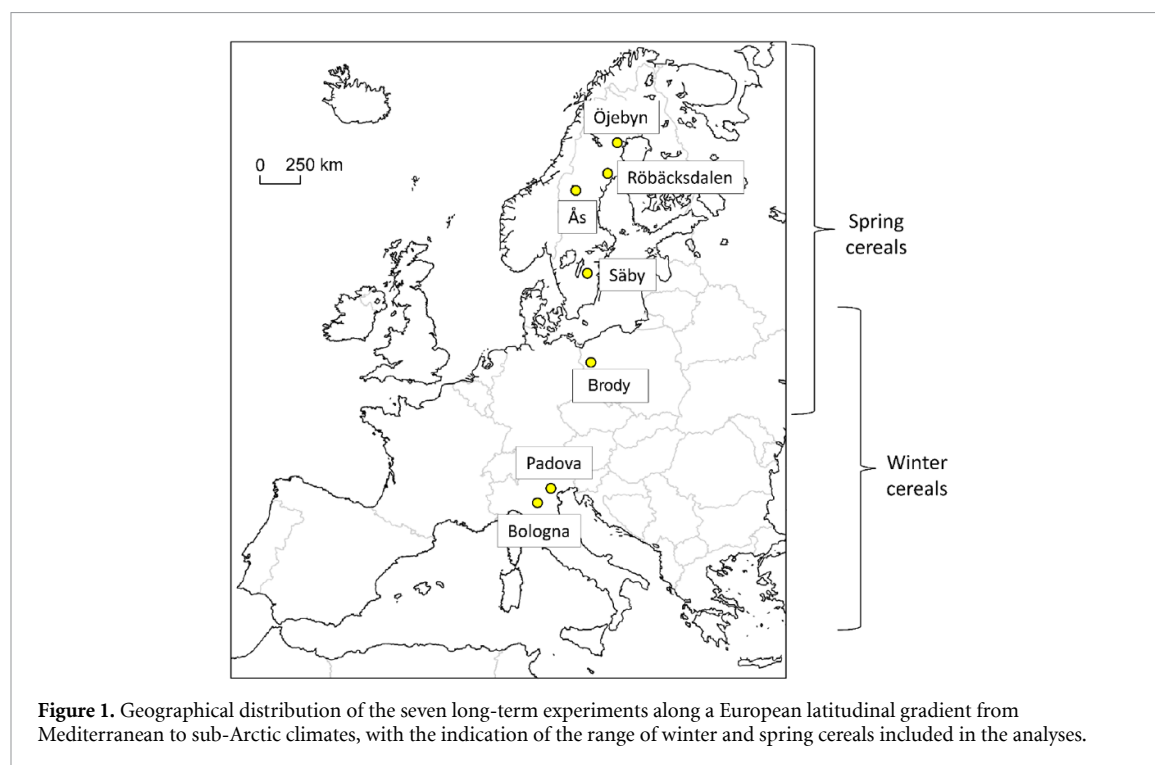 Öjebyn
0 250 km
Röbäcksdalen
Ås
Spring
cereals
Säby
Brody
Padova
Winter
cereals
Bologna
Figure 1. Geographical distribution of the seven long-term experiments along a European latitudinal gradient from
Mediterranean to sub-Arctic climates, with the indication of the range of winter and spring cereals included in the analyses.